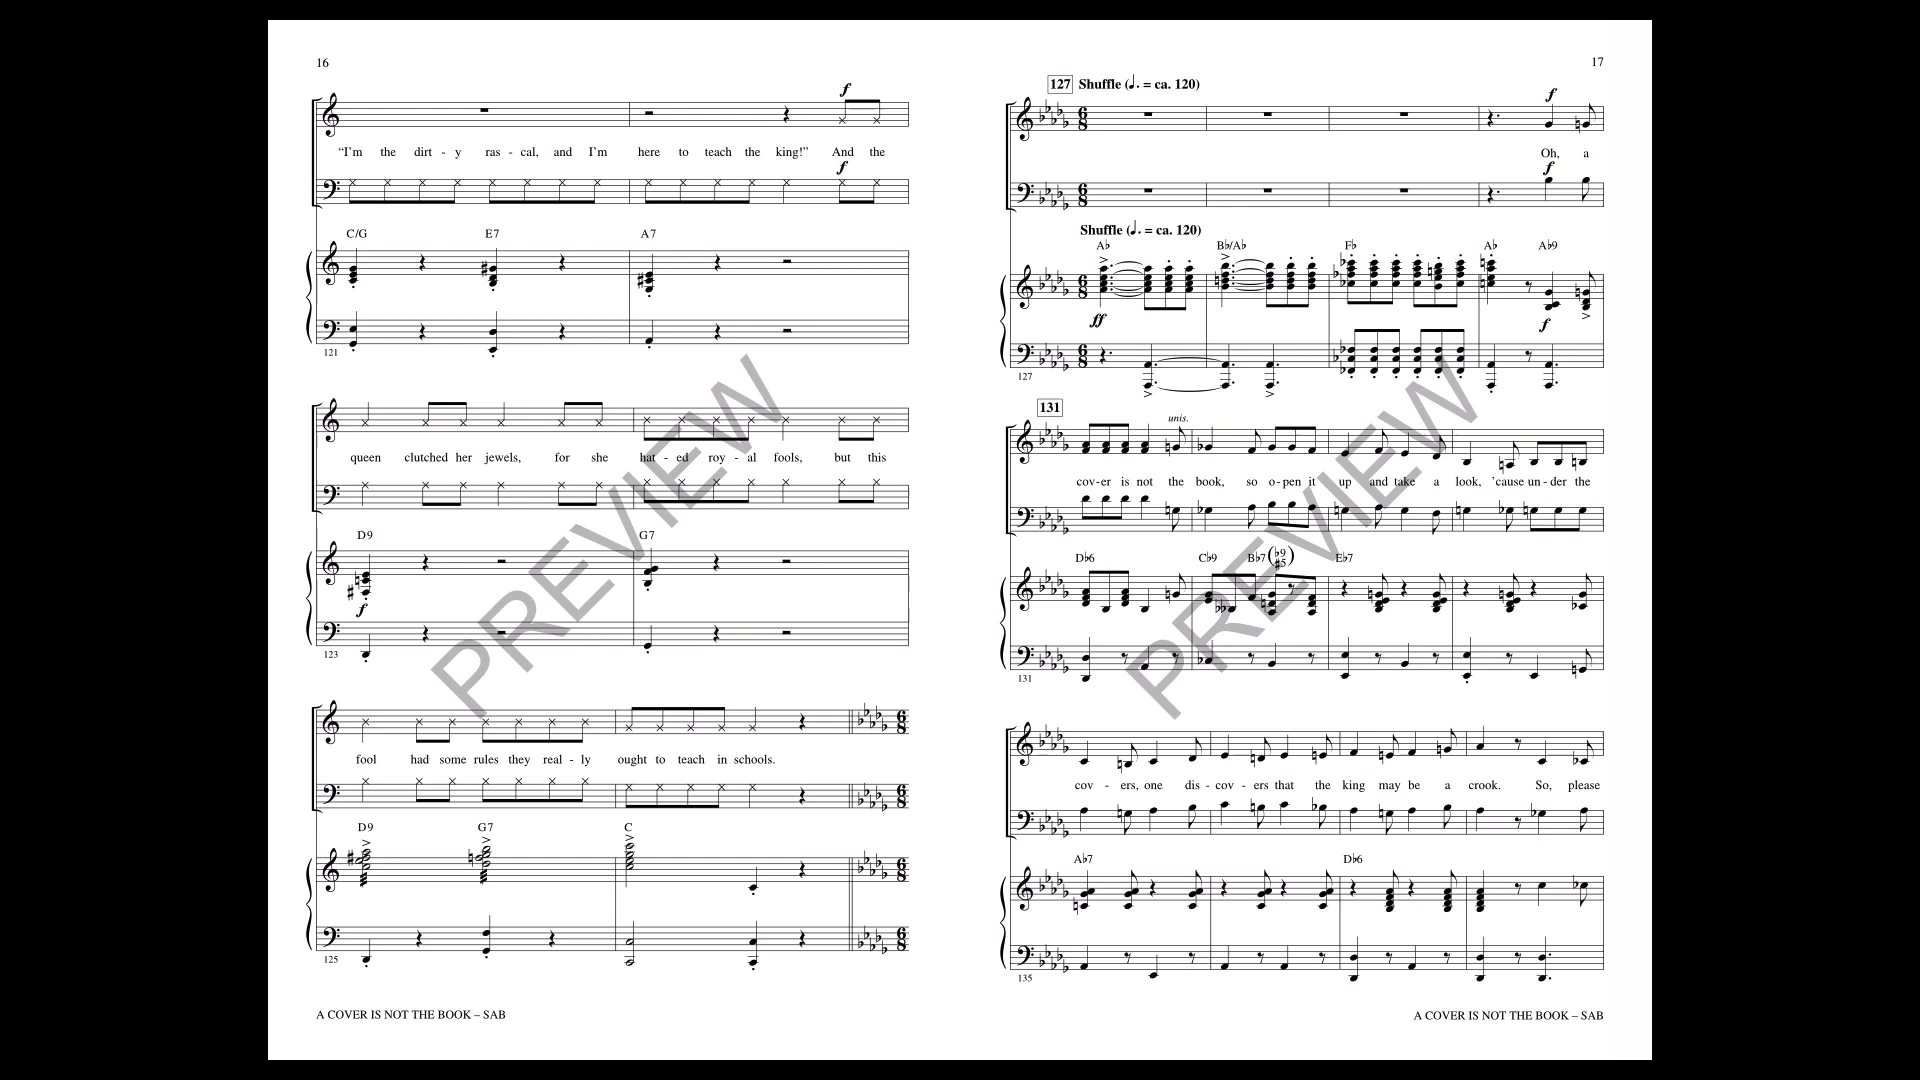 16
f
“I’m the dirt - y ras - cal, and I’m here to teach the king!” And the
f
C/G E7 A7
121
queen clutched her jewels, for she hat - ed roy - al fools, but this
D9 G7
f
123
fool had some rules they real - ly ought to teach in schools.
D9 G7 C
125
A COVER IS NOT THE BOOK – SAB
17
127 Shuffle (♩. = ca. 120)
f
Oh, a
f
Shuffle (♩. = ca. 120)
A♭ B♭/A♭ F♭ A♭ A♭9
ff f
127
131
unis.
cov-er is not the book, so o-pen it up and take a look, ’cause un-der the
D♭6 C♭9 B♭7(♭9 ♯5) E♭7
131
cov - ers, one dis - cov - ers that the king may be a crook. So, please
A♭7 D♭6
135
A COVER IS NOT THE BOOK – SAB
PREVIEW
PREVIEW